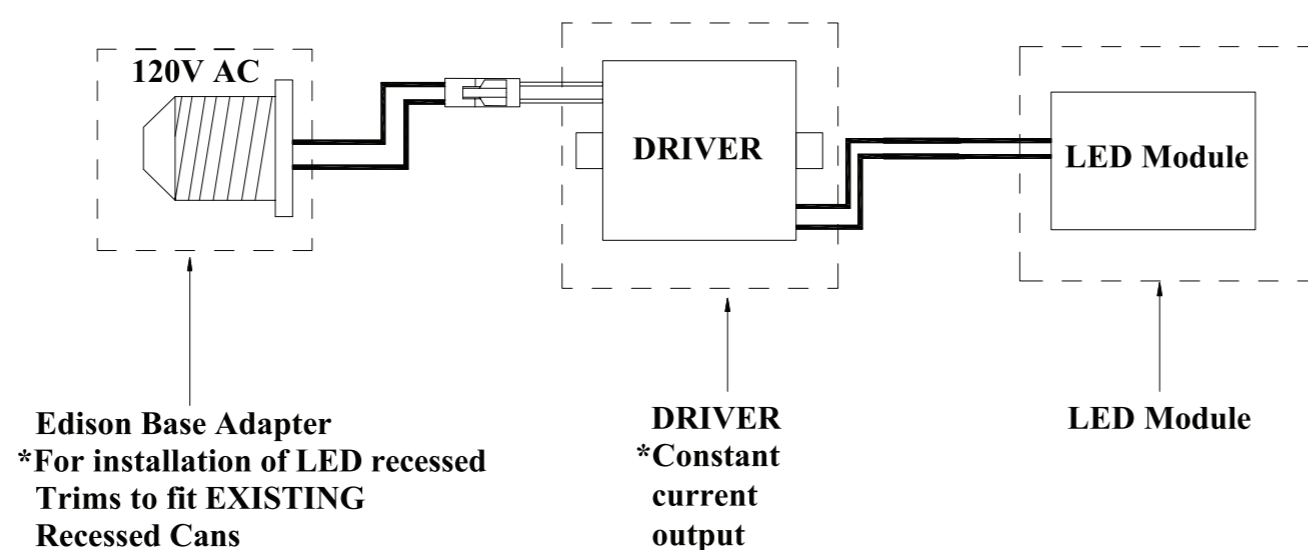 120V AC
DRIVER
LED Module
Edison Base Adapter
*For installation of LED recessed
Trims to fit EXISTING
Recessed Cans
DRIVER
*Constant
current
output
LED Module